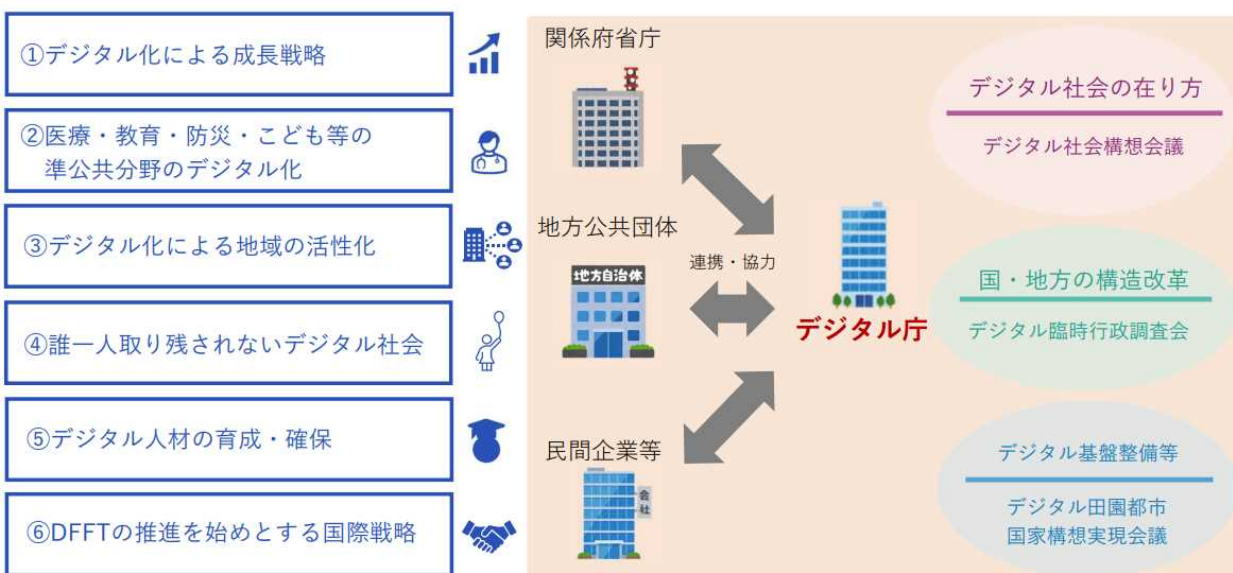 ①デジタル化による成長戦略
②医療・教育・防災・こども等の
準公共分野のデジタル化
③デジタル化による地域の活性化
④誰一人取り残されないデジタル社会
⑤デジタル人材の育成・確保
⑥DFFTの推進を始めとする国際戦略
関係府省庁
地方公共団体
地方自治体
民間企業等
会社
連携・協力
デジタル庁
デジタル社会の在り方
デジタル社会構想会議
国・地方の構造改革
デジタル臨時行政調査会
デジタル基盤整備等
デジタル田園都市
国家構想実現会議